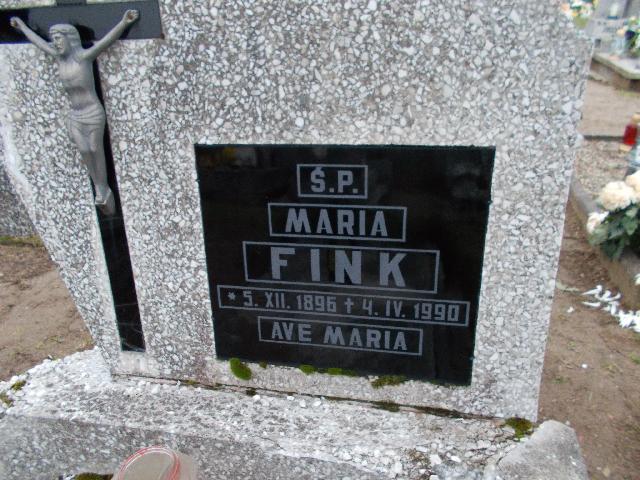 Ś.P.
MARIA
FINK
* 5. XII. 1896 + 4. IV. 1990
AVE MARIA